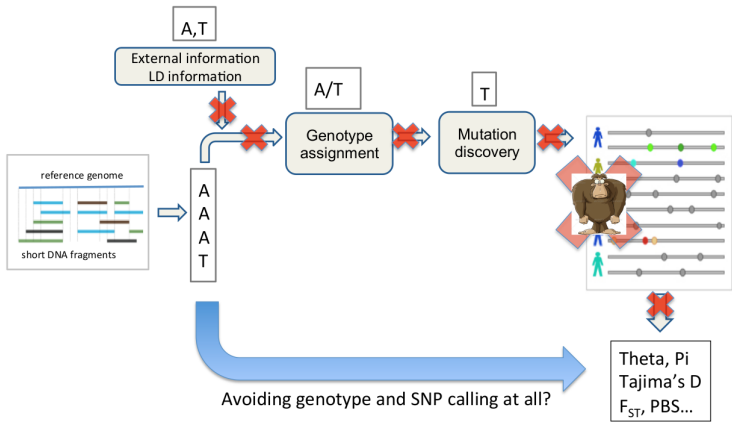 A,T
External information
LD information
A/T
T
Genotype
assignment
Mutation
discovery
reference genome
short DNA fragments
A
A
A
T
Avoiding genotype and SNP calling at all?
Theta, Pi
Tajima’s D
FST, PBS…